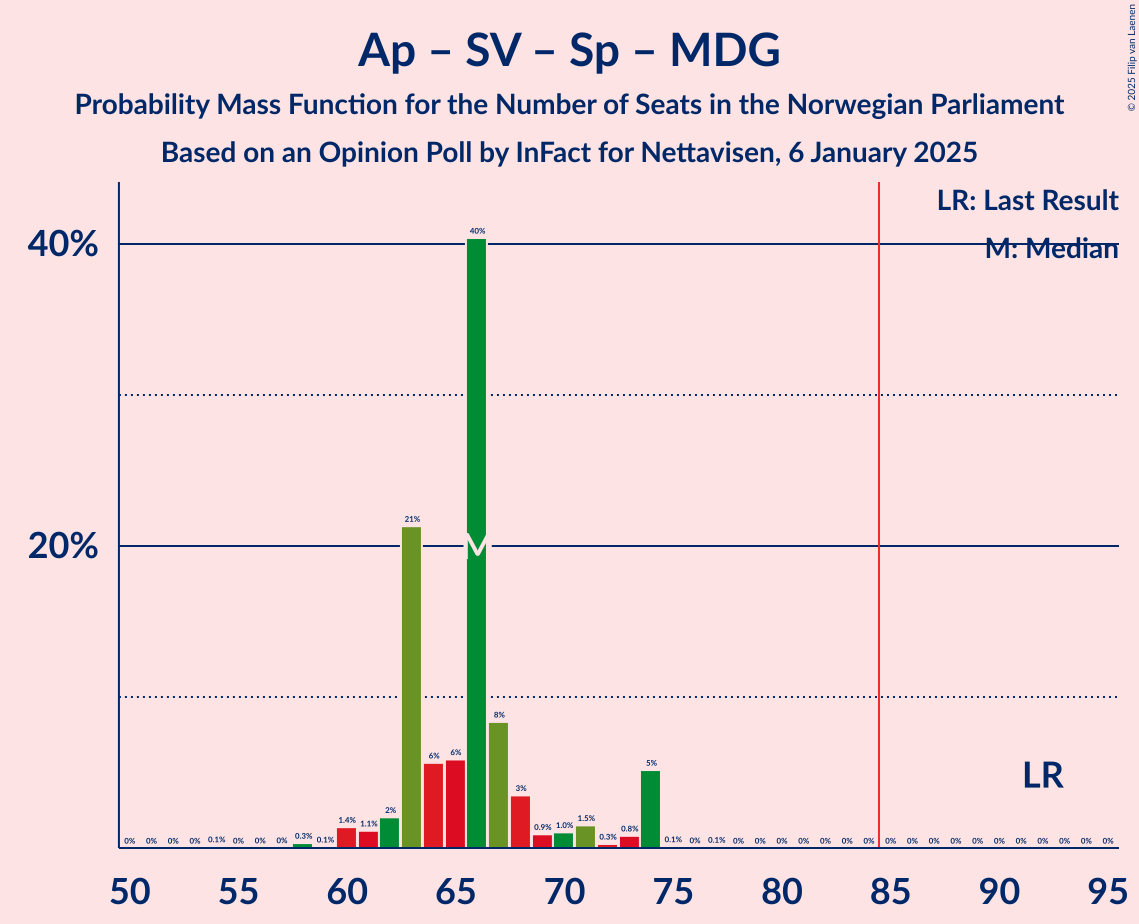 Ap – SV – Sp – MDG
Probability Mass Function for the Number of Seats in the Norwegian Parliament
Based on an Opinion Poll by InFact for Nettavisen, 6 January 2025
© 2025 Filip van Laenen
LR: Last Result
M: Median
40%
20%
0% 0% 0% 0% 0.1% 0% 0% 0% 0.3% 0.1% 1.4% 1.1% 2% 21% 6% 6% 40% 8% 3% 0.9% 1.0% 1.5% 0.3% 0.8% 5% 0.1% 0% 0.1% 0% 0% 0% 0% 0% 0% 0% 0% 0% 0% 0% 0% 0% 0% 0% 0% 0% 0%
M
LR
50 55 60 65 70 75 80 85 90 95